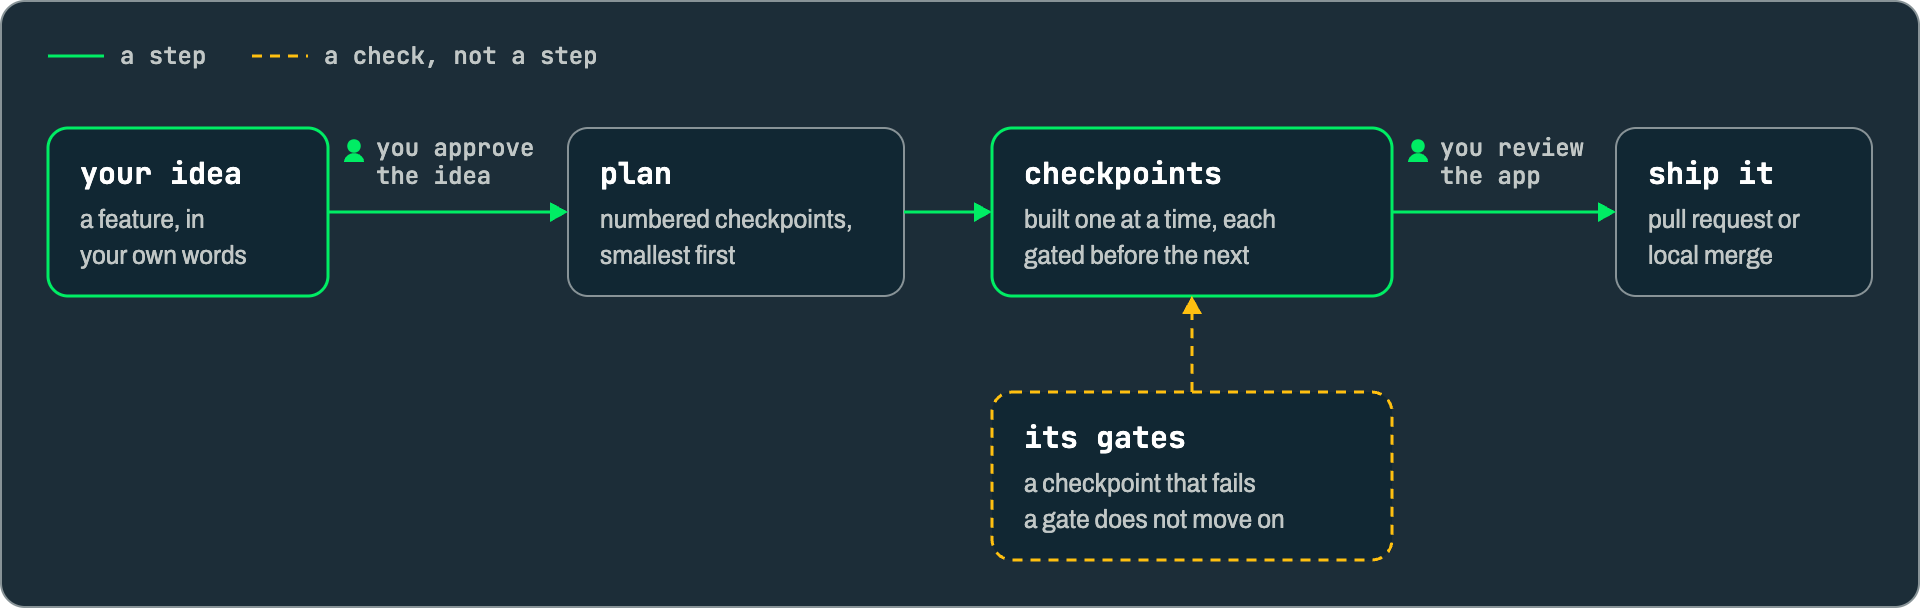 a step
a check, not a step
your idea
a feature, in
your own words
you approve
the idea
plan
numbered checkpoints,
smallest first
checkpoints
built one at a time, each
gated before the next
you review
the app
ship it
pull request or
local merge
its gates
a checkpoint that fails
a gate does not move on